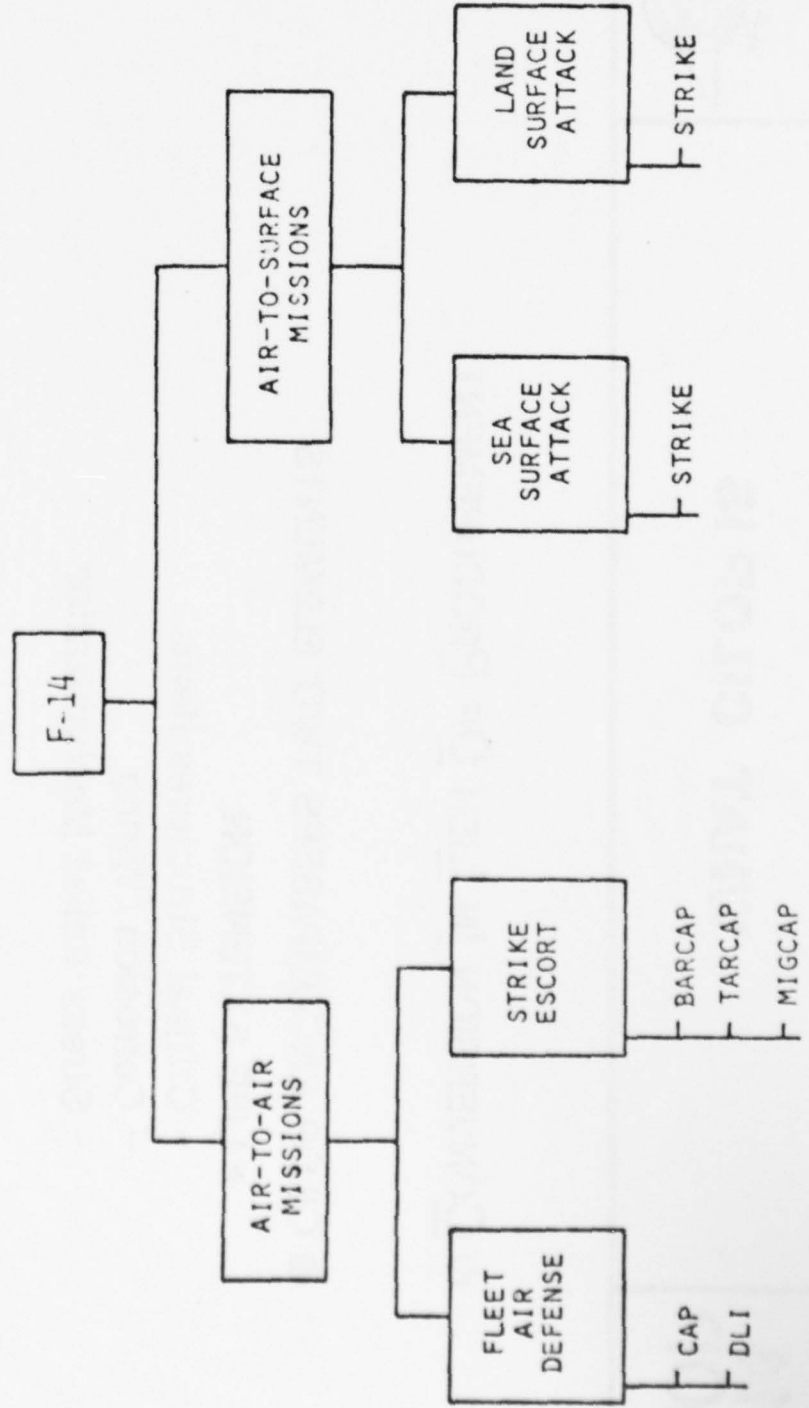 F-14
AIR-TO-AIR
MISSIONS
AIR-TO-SURFACE
MISSIONS
FLEET
AIR
DEFENSE
STRIKE
ESCORT
SEA
SURFACE
ATTACK
LAND
SURFACE
ATTACK
CAP
DLI
BARCAP
TARCAP
MIGCAP
STRIKE
STRIKE